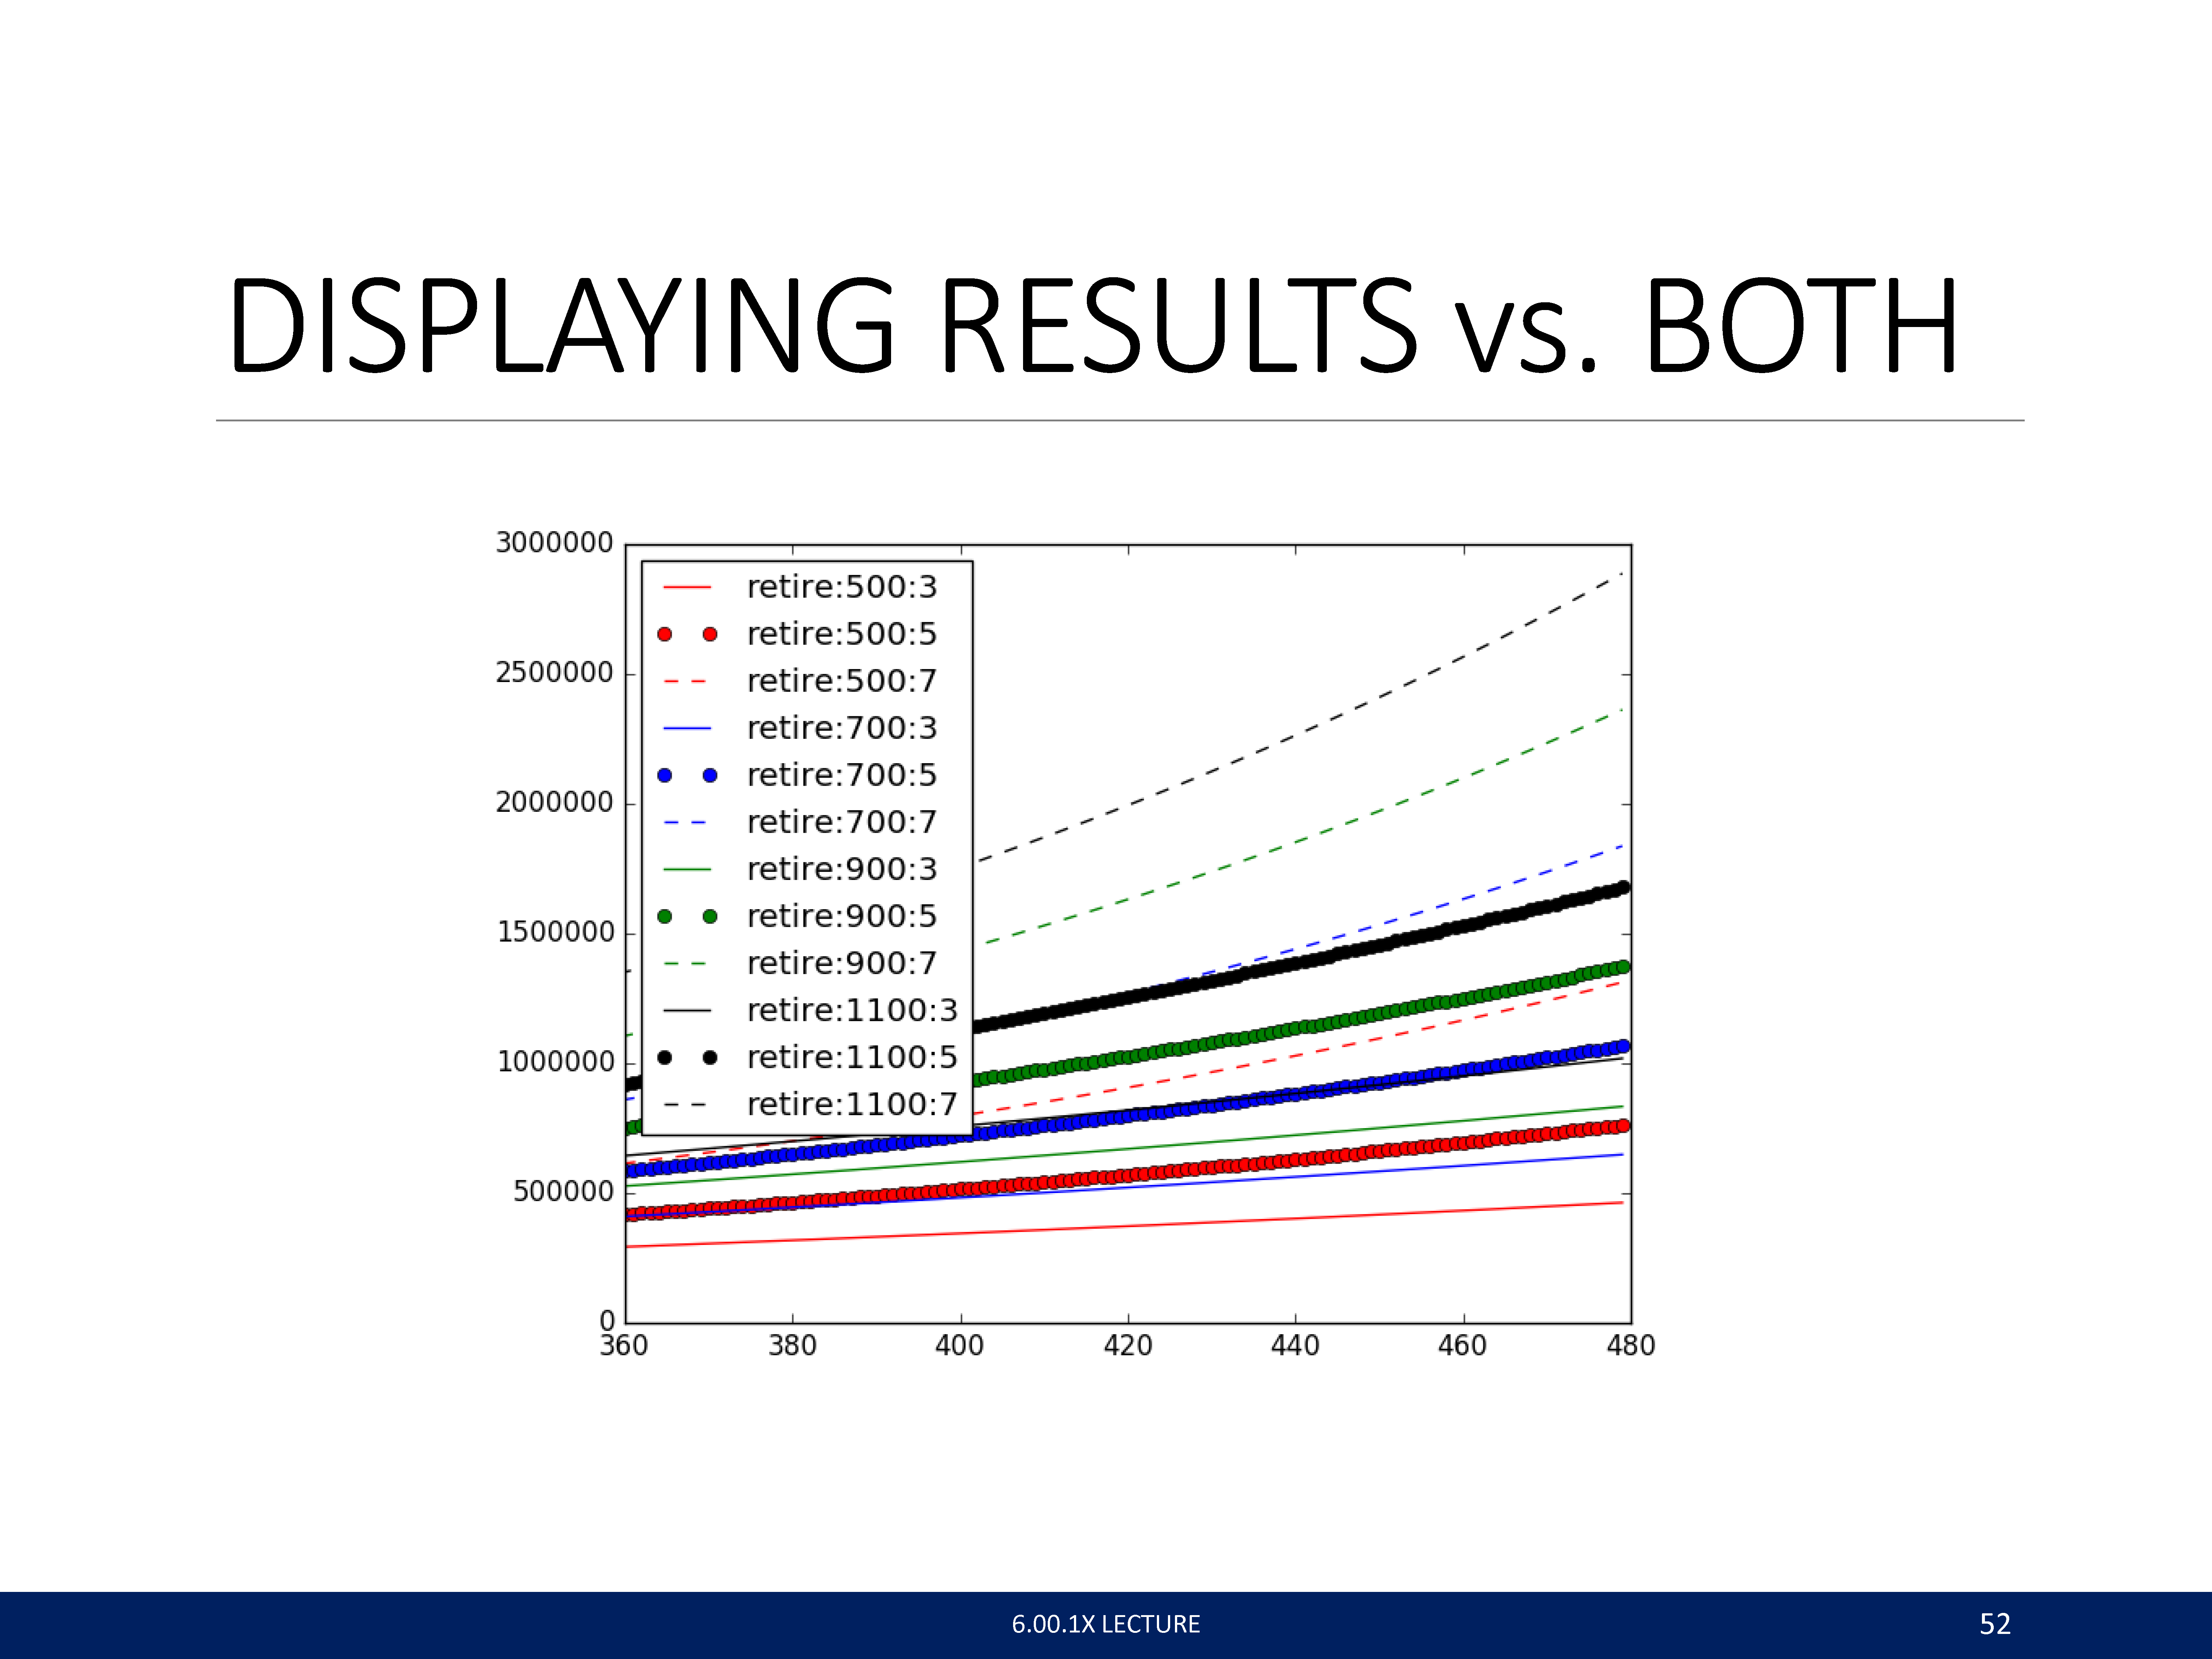 DISPLAYING RESULTS vs. BOTH
3000000
2500000
2000000
1500000
1000000
500000
0
retire:500:3
retire:500:5
retire:500:7
retire:700:3
retire:700:5
retire:700:7
retire:900:3
retire:900:5
retire:900:7
retire:1100:3
retire:1100:5
retire:1100:7
360 380 400 420 440 460 480
6.00.1X LECTURE
52